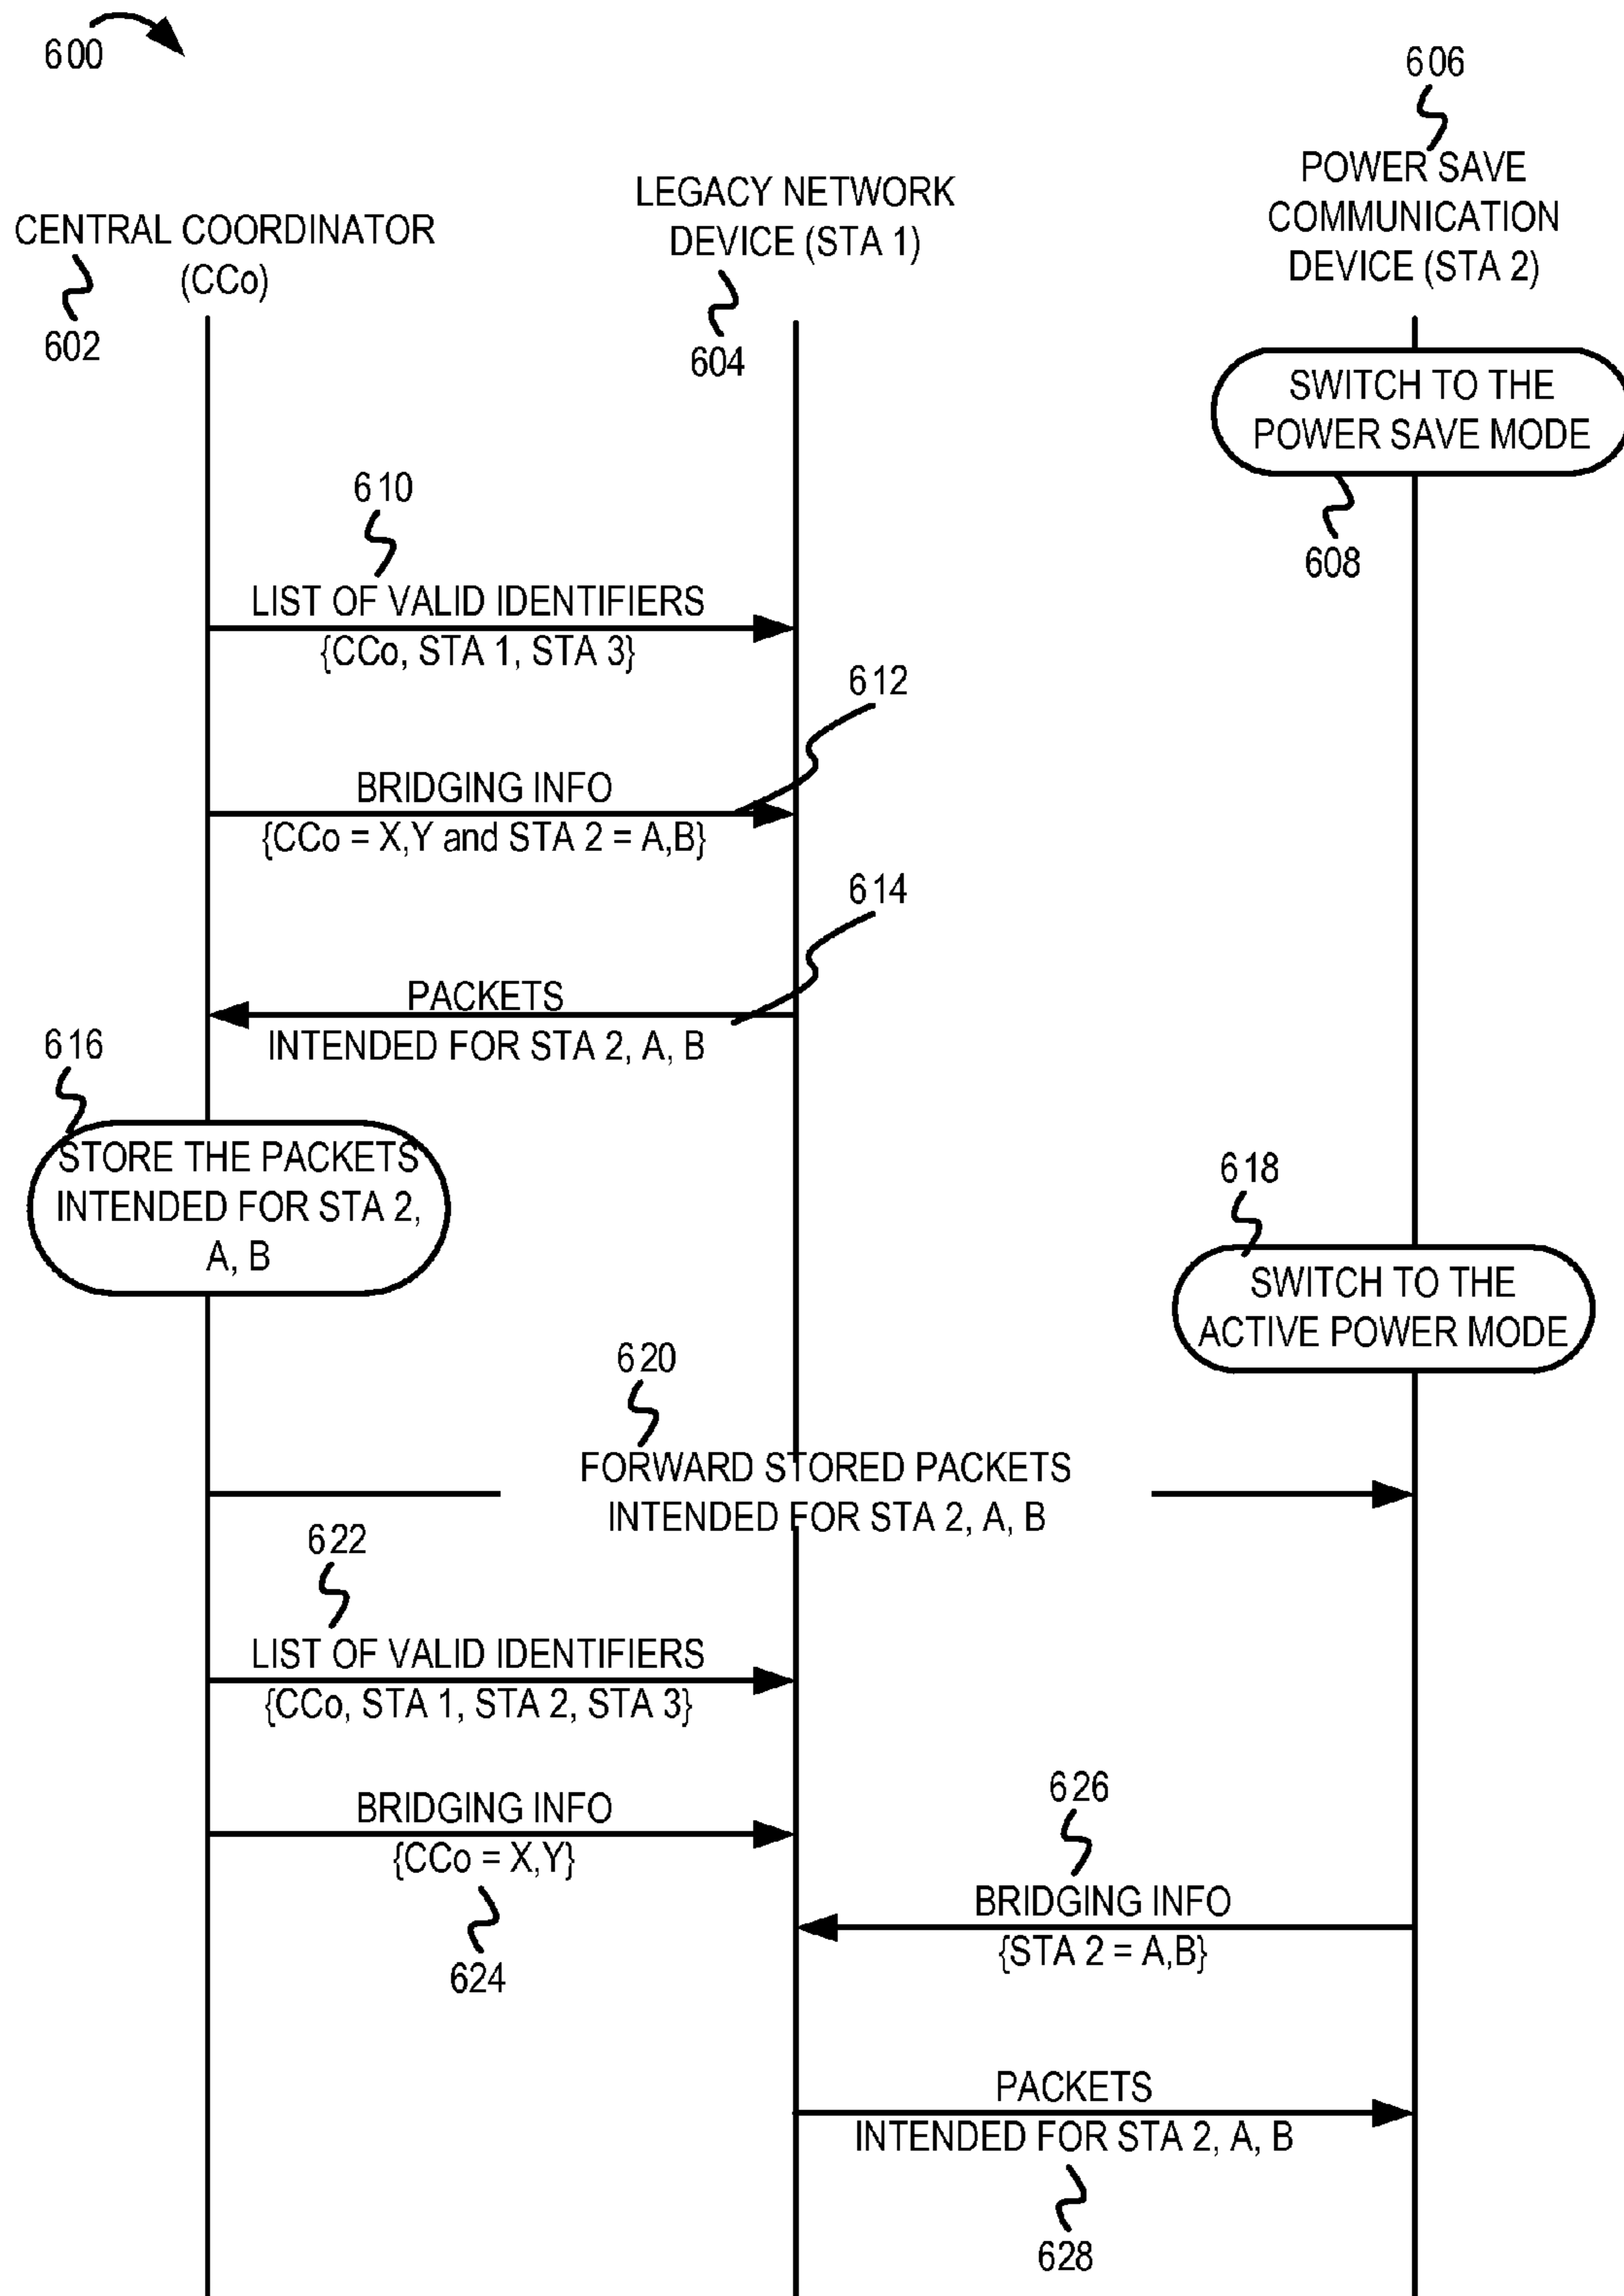 600
606
POWER SAVE
COMMUNICATION
DEVICE (STA 2)
LEGACY NETWORK
DEVICE (STA 1)
CENTRAL COORDINATOR
(CCo)
602
604
SWITCH TO THE
POWER SAVE MODE
608
610
LIST OF VALID IDENTIFIERS
{CCo, STA 1, STA 3}
612
BRIDGING INFO
{CCo = X,Y and STA 2 = A,B}
614
PACKETS
INTENDED FOR STA 2, A, B
616
STORE THE PACKETS
INTENDED FOR STA 2,
A, B
618
SWITCH TO THE
ACTIVE POWER MODE
620
FORWARD STORED PACKETS
INTENDED FOR STA 2, A, B
622
LIST OF VALID IDENTIFIERS
{CCo, STA 1, STA 2, STA 3}
BRIDGING INFO
{CCo = X,Y}
624
626
BRIDGING INFO
{STA 2 = A,B}
PACKETS
INTENDED FOR STA 2, A, B
628